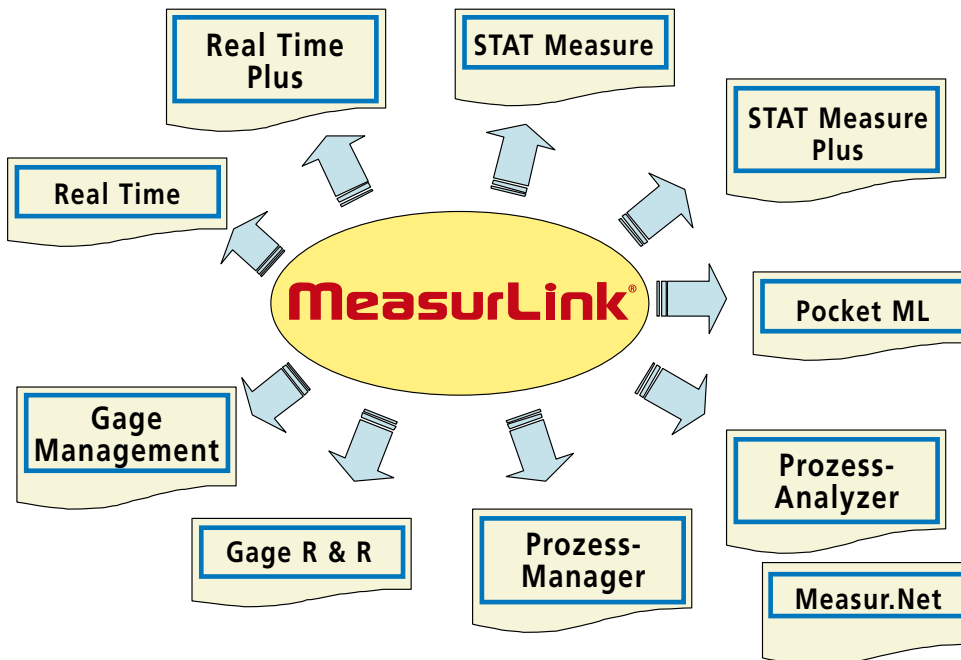 Real Time
Plus
STAT Measure
STAT Measure
Plus
Real Time
MeasurLink®
Pocket ML
Gage
Management
Prozess-
Analyzer
Gage R & R
Prozess-
Manager
Measur.Net